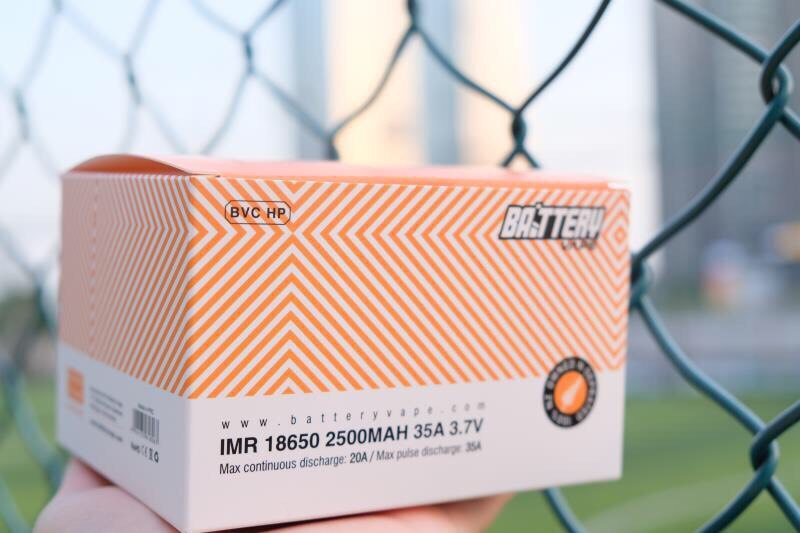 BVC HP
BATTERY
VAPE
www.batteryvape.com
IMR 18650 2500MAH 35A 3.7V
Max continuous discharge: 20A / Max pulse discharge: 35A